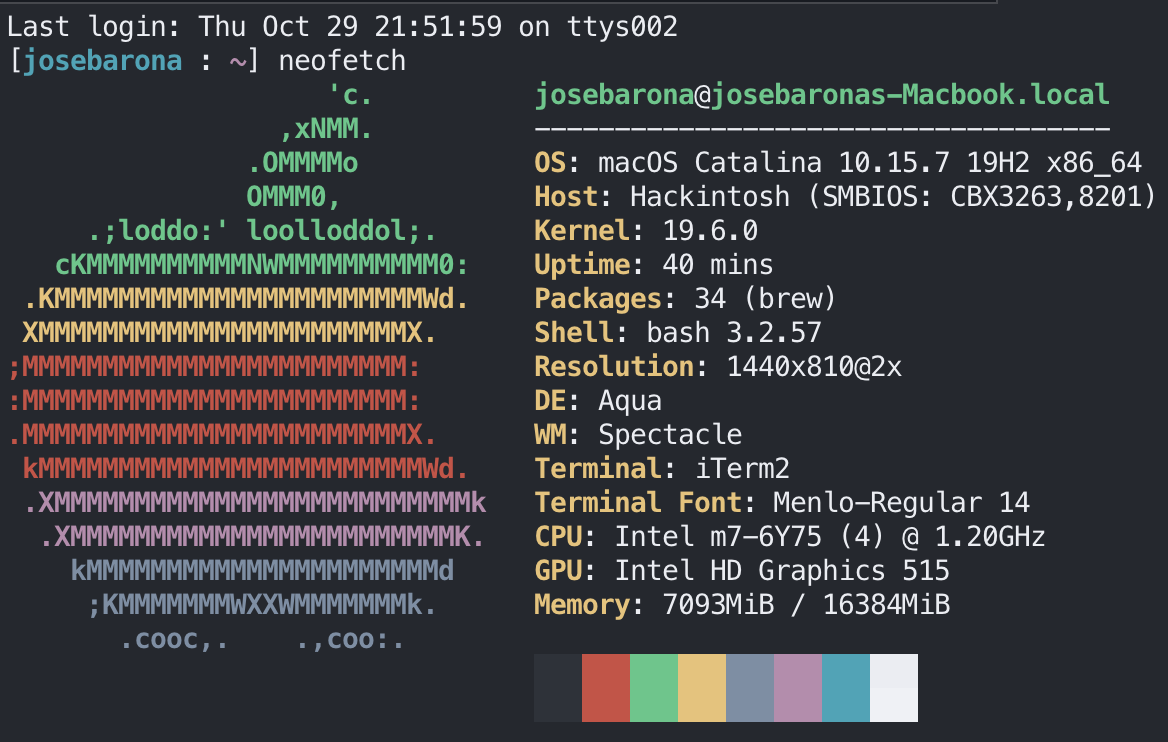 Last login: Thu Oct 29 21:51:59 on ttys002
[josebarona : ~] neofetch
                    'c.          josebarona@josebaronas-Macbook.local
                 ,xNMM.          ------------------------------------
               .OMMMMo           OS: macOS Catalina 10.15.7 19H2 x86_64
               OMMM0,            Host: Hackintosh (SMBIOS: CBX3263,8201)
     .;loddo:' loolloddol;.      Kernel: 19.6.0
   cKMMMMMMMMMMNWMMMMMMMMMM0:    Uptime: 40 mins
 .KMMMMMMMMMMMMMMMMMMMMMMMWd.    Packages: 34 (brew)
 XMMMMMMMMMMMMMMMMMMMMMMMX.      Shell: bash 3.2.57
;MMMMMMMMMMMMMMMMMMMMMMMM:       Resolution: 1440x810@2x
:MMMMMMMMMMMMMMMMMMMMMMMM:       DE: Aqua
.MMMMMMMMMMMMMMMMMMMMMMMMX.      WM: Spectacle
 kMMMMMMMMMMMMMMMMMMMMMMMMWd.    Terminal: iTerm2
 .XMMMMMMMMMMMMMMMMMMMMMMMMMMk   Terminal Font: Menlo-Regular 14
  .XMMMMMMMMMMMMMMMMMMMMMMMMK.   CPU: Intel m7-6Y75 (4) @ 1.20GHz
    kMMMMMMMMMMMMMMMMMMMMMMd     GPU: Intel HD Graphics 515
     ;KMMMMMMMWXXWMMMMMMMk.      Memory: 7093MiB / 16384MiB
       .cooc,.    .,coo:.